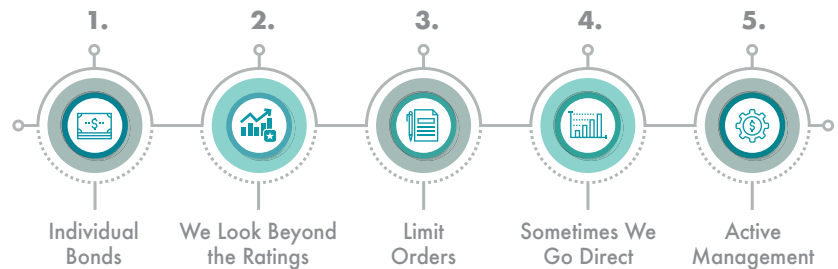 1.
2.
3.
4.
5.
$
$
Individual
Bonds
We Look Beyond
the Ratings
Limit
Orders
Sometimes We
Go Direct
Active
Management